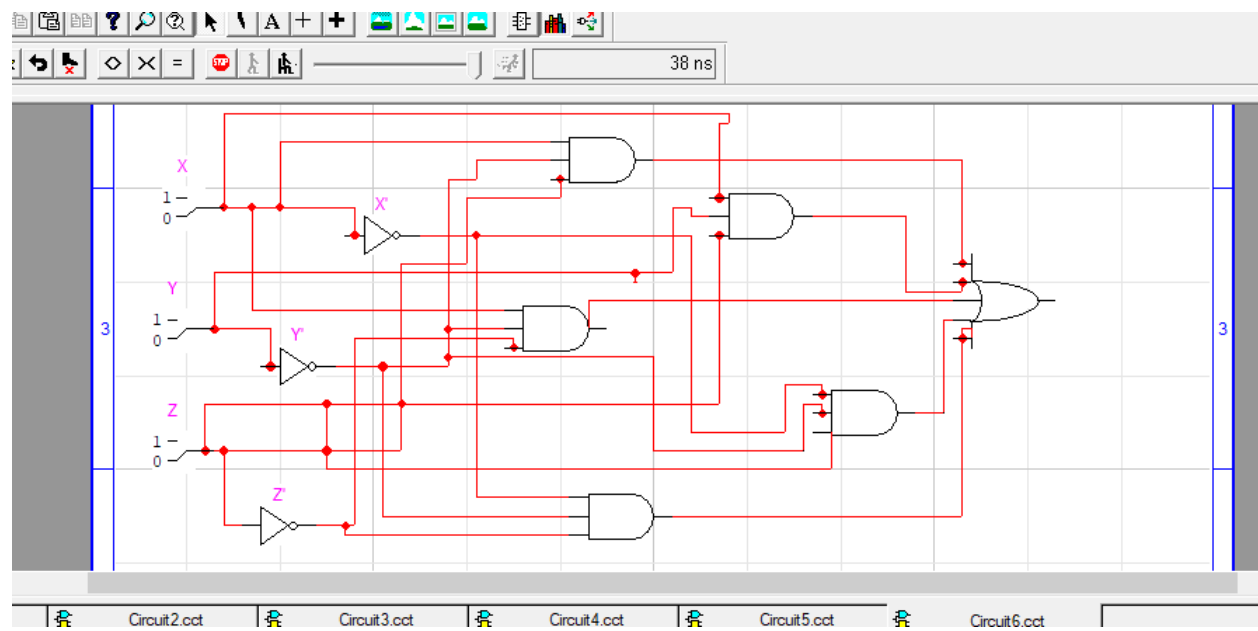 A
STOP
38 ns
X
1
0
X'
Y
1
0
Y'
3
3
Z
1
0
Z'
Circuit2.cct
Circuit3.cct
Circuit4.cct
Circuit5.cct
Circuit6.cct